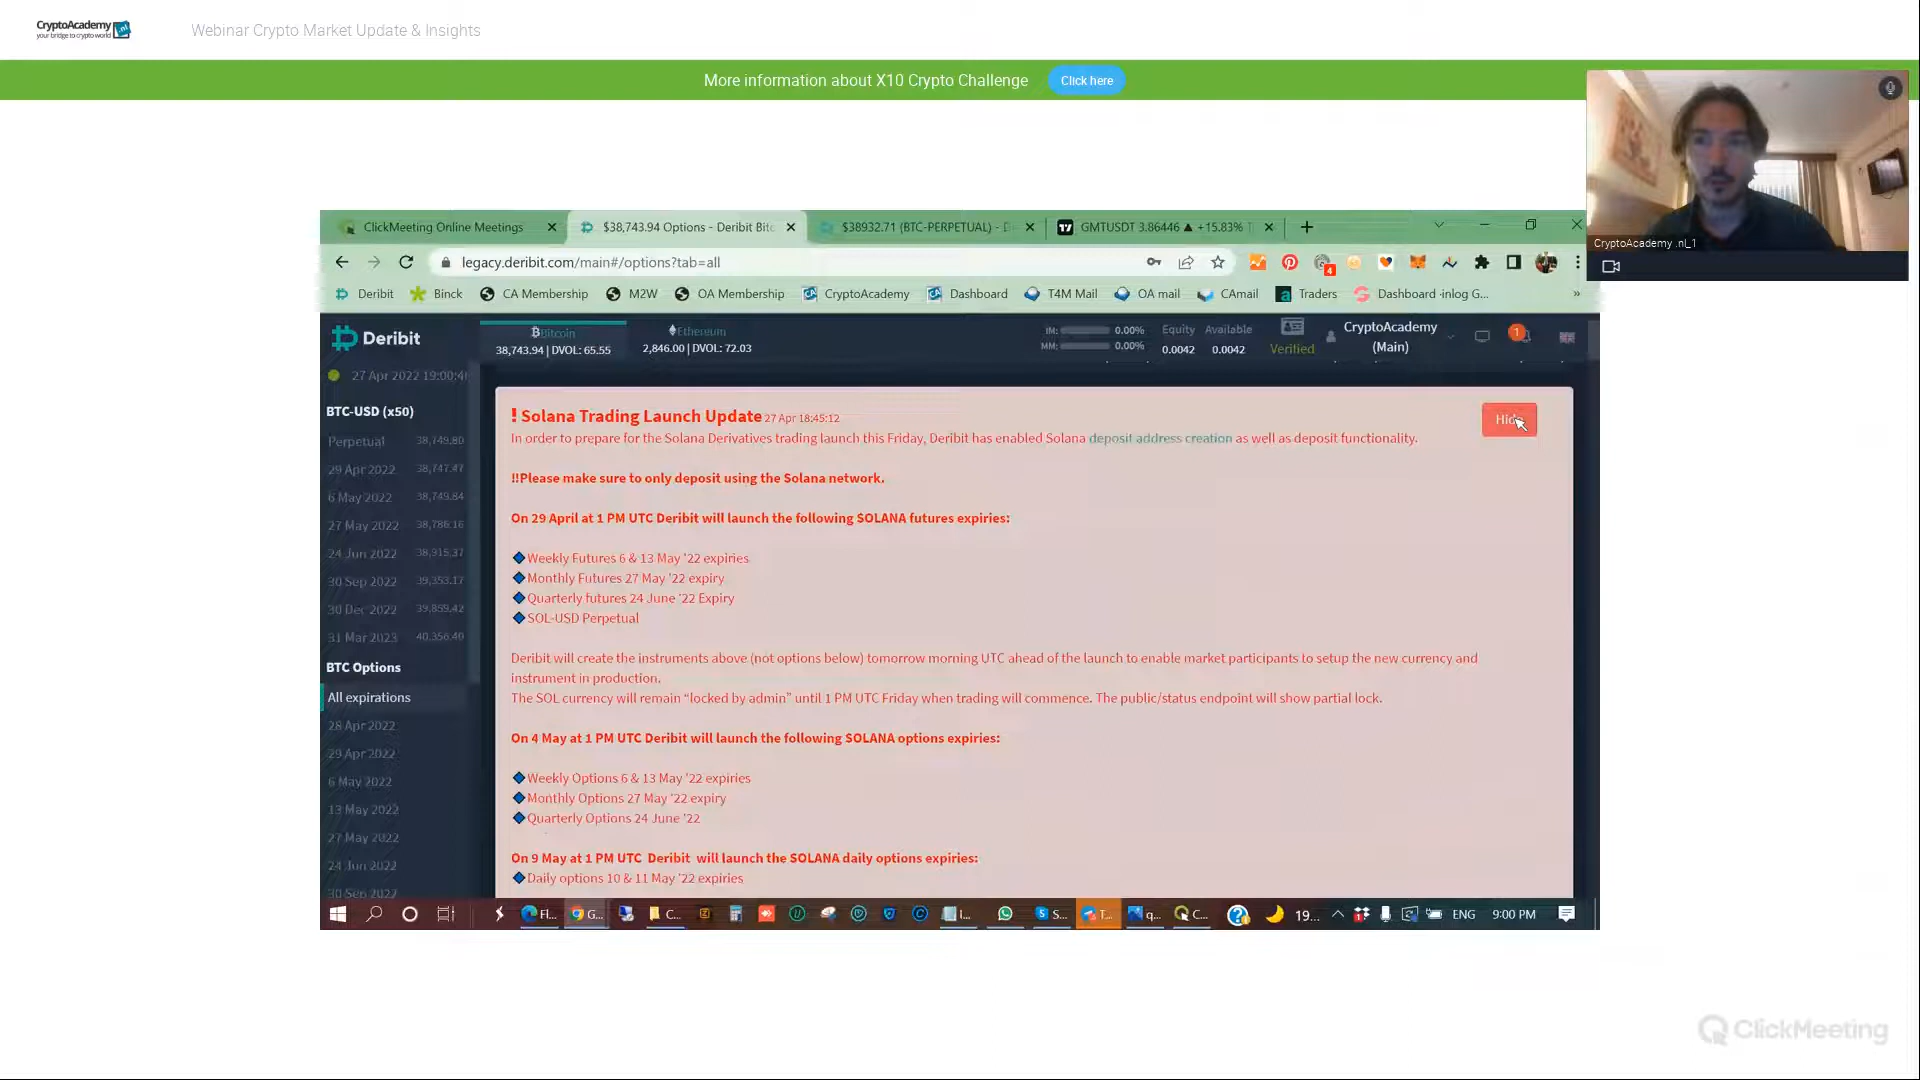 CryptoAcademy .nl
your bridge to crypto world
Webinar Crypto Market Update & Insights
More information about X10 Crypto Challenge
Click here
CryptoAcademy .nl_1
ClickMeeting Online Meetings
$38,743.94 Options - Deribit Bitc
$38932.71 (BTC-PERPETUAL) - D
GMTUSDT 3.86446 ▲ +15.83%
legacy.deribit.com/main#/options?tab=all
4
Deribit
Binck
CA Membership
M2W
OA Membership
CryptoAcademy
Dashboard
T4M Mail
OA mail
CAmail
Traders
Dashboard -inlog G...
»
Deribit
Bitcoin
38,743.94 | DVOL: 65.55
Ethereum
2,846.00 | DVOL: 72.03
IM: 0.00%
MM: 0.00%
Equity
0.0042
Available
0.0042
Verified
CryptoAcademy
(Main)
1
27 Apr 2022 19:00:4
BTC-USD (x50)
Perpetual 38,749.80
29 Apr 2022 38,747.47
6 May 2022 38,749.84
27 May 2022 38,786.16
24 Jun 2022 38,915.37
30 Sep 2022 39,353.17
30 Dec 2022 39,859.42
31 Mar 2023 40,356.40
BTC Options
All expirations
28 Apr 2022
29 Apr 2022
6 May 2022
13 May 2022
27 May 2022
24 Jun 2022
30 Sep 2022
! Solana Trading Launch Update 27 Apr 18:45:12
Hide
In order to prepare for the Solana Derivatives trading launch this Friday, Deribit has enabled Solana deposit address creation as well as deposit functionality.
!!Please make sure to only deposit using the Solana network.
On 29 April at 1 PM UTC Deribit will launch the following SOLANA futures expiries:
Weekly Futures 6 & 13 May '22 expiries
Monthly Futures 27 May '22 expiry
Quarterly futures 24 June '22 Expiry
SOL-USD Perpetual
Deribit will create the instruments above (not options below) tomorrow morning UTC ahead of the launch to enable market participants to setup the new currency and
instrument in production.
The SOL currency will remain “locked by admin” until 1 PM UTC Friday when trading will commence. The public/status endpoint will show partial lock.
On 4 May at 1 PM UTC Deribit will launch the following SOLANA options expiries:
Weekly Options 6 & 13 May '22 expiries
Monthly Options 27 May '22 expiry
Quarterly Options 24 June '22
On 9 May at 1 PM UTC Deribit will launch the SOLANA daily options expiries:
Daily options 10 & 11 May '22 expiries
Fl...
G...
C...
I...
S...
T...
q...
C...
19...
ENG
9:00 PM
ClickMeeting